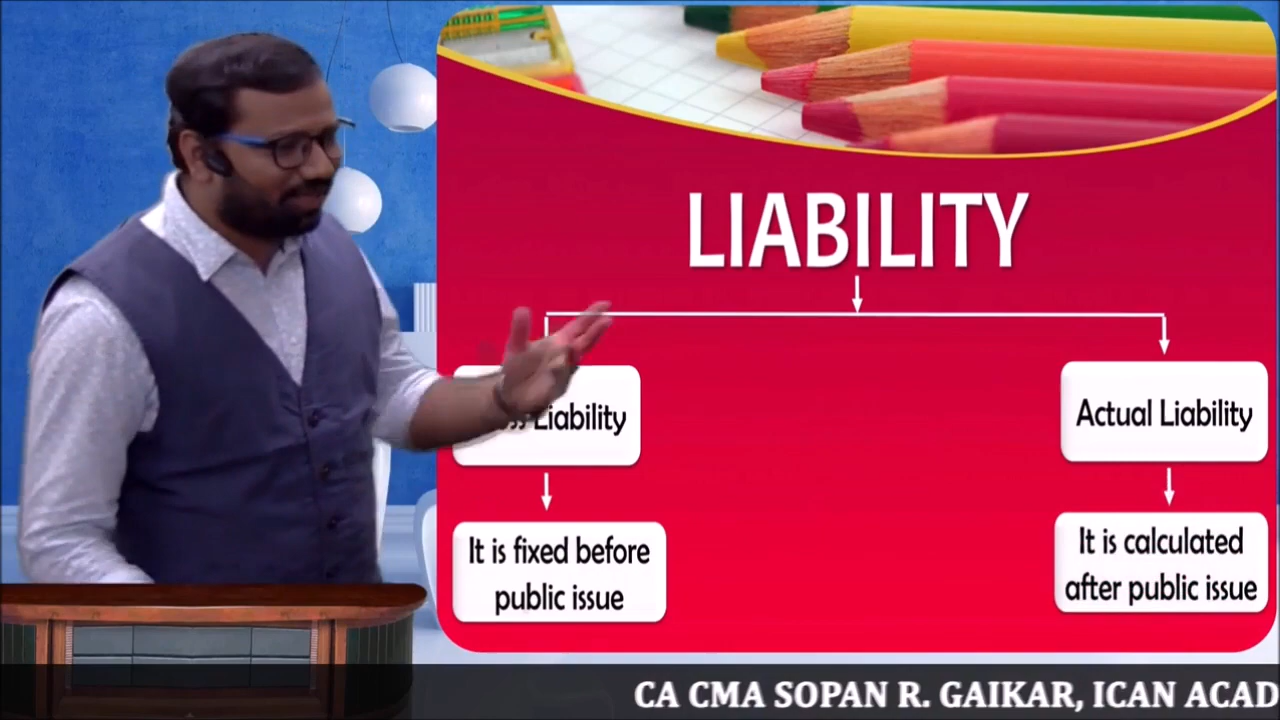 LIABILITY
Liability
Actual Liability
It is fixed before
public issue
It is calculated
after public issue
CA CMA SOPAN R. GAIKAR, ICAN ACAD